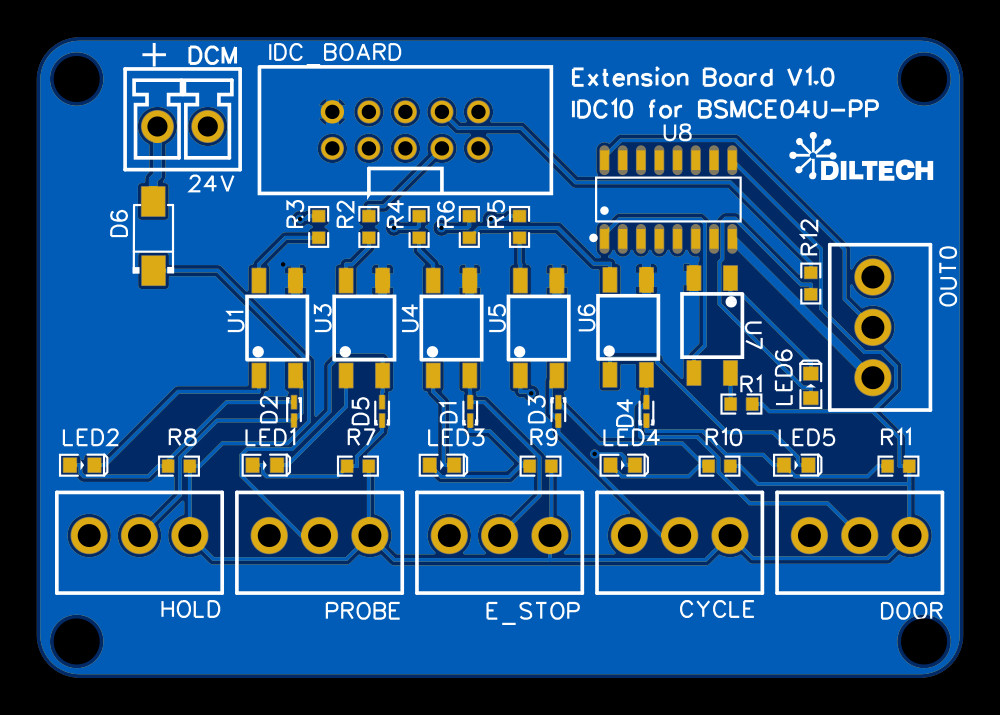 + DCM
IDC_BOARD
Extension Board V1.0
IDC10 for BSMCE04U-PP
U8
DILTECH
24V
D6
R3
R2
R4
R6
R5
R12
OUT0
U1
U3
U4
U5
U6
U7
LED6
R1
D2
D5
D1
D3
D4
LED2
R8
LED1
R7
LED3
R9
LED4
R10
LED5
R11
HOLD
PROBE
E_STOP
CYCLE
DOOR